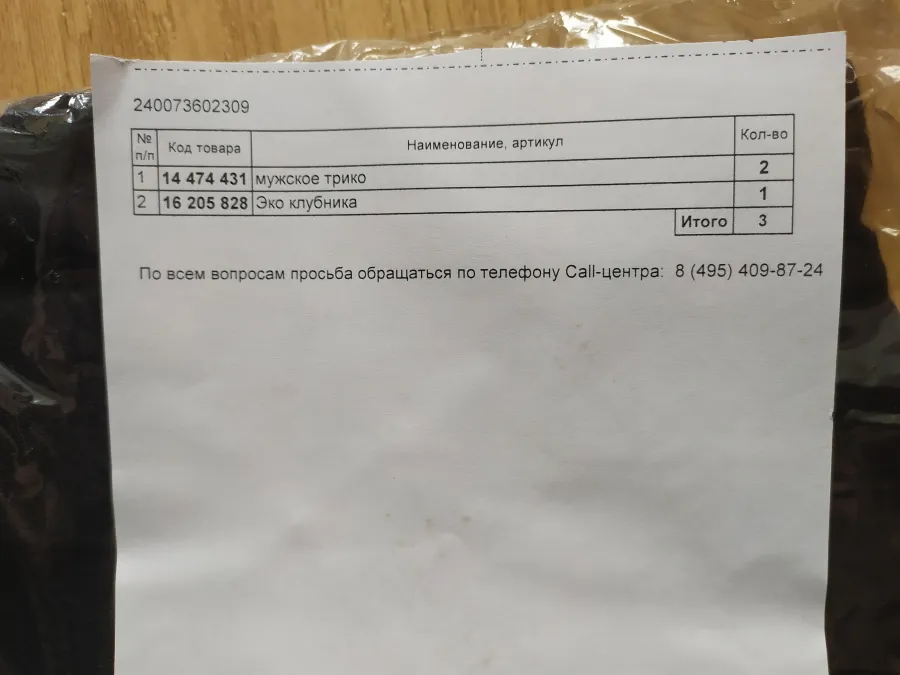 240073602309
№ п/п Код товара Наименование, артикул Кол-во
1 14 474 431 мужское трико 2
2 16 205 828 Эко клубника 1
Итого 3
По всем вопросам просьба обращаться по телефону Call-центра: 8 (495) 409-87-24